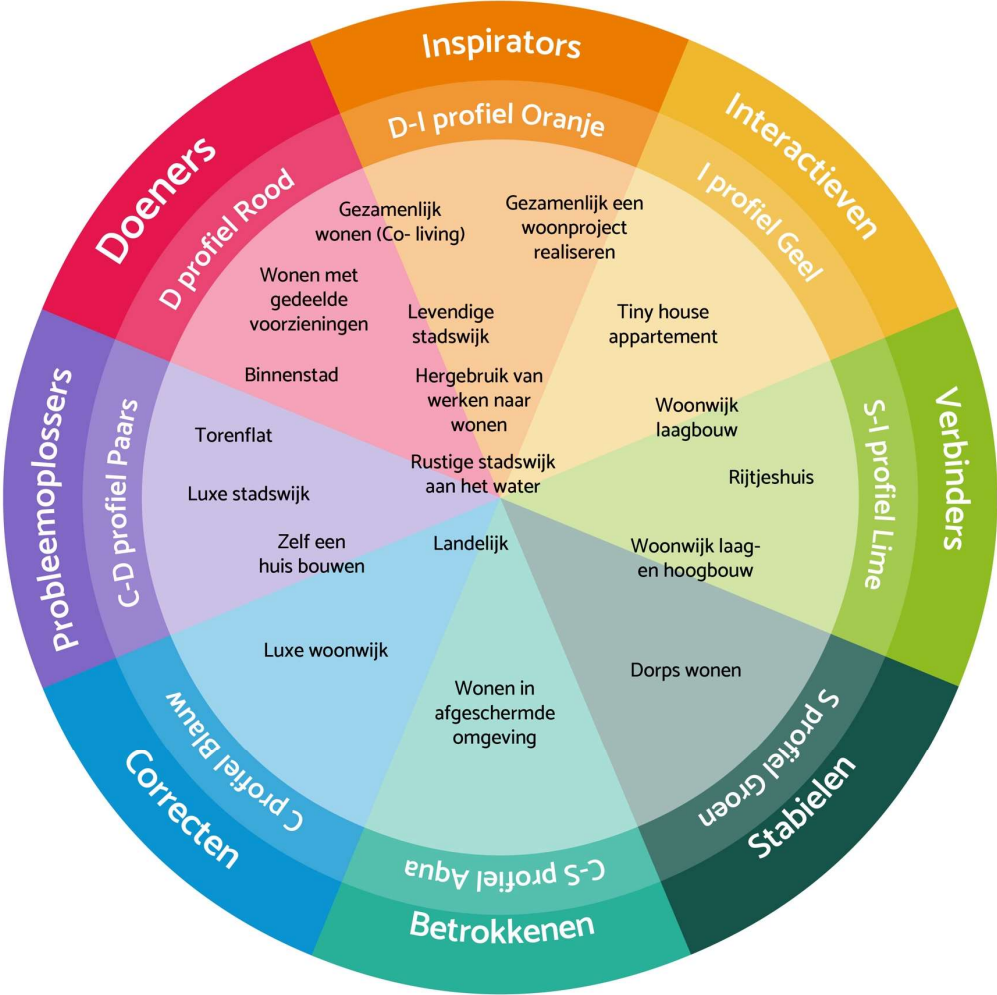 Inspirators
D-I profiel Oranje
Interactieven
I profiel Geel
Verbinders
S-I profiel Lime
Stabielen
S profiel Groen
Betrokkenen
C-S profiel Aqua
Correcten
C profiel Blauw
Probleemoplossers
C-D profiel Paars
Doeners
D profiel Rood
Gezamenlijk
wonen (Co- living)
Gezamenlijk een
woonproject
realiseren
Wonen met
gedeelde
voorzieningen
Levendige
stadswijk
Tiny house
appartement
Binnenstad
Hergebruik van
werken naar
wonen
Woonwijk
laagbouw
Torenflat
Rustige stadswijk
aan het water
Rijtjeshuis
Luxe stadswijk
Zelf een
huis bouwen
Landelijk
Woonwijk laag-
en hoogbouw
Luxe woonwijk
Wonen in
afgeschermde
omgeving
Dorps wonen